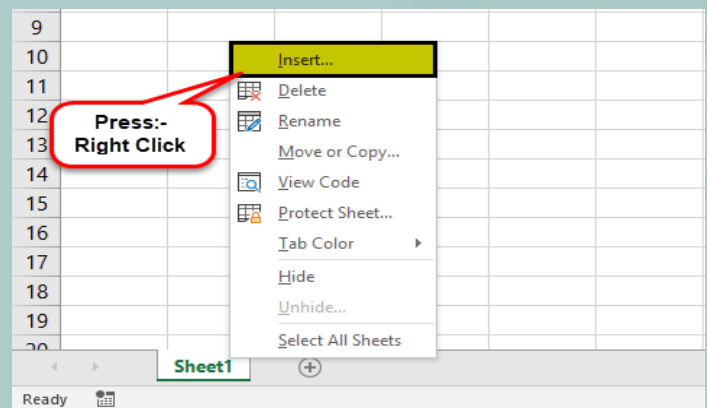 9
10
11
12
13
14
15
16
17
18
19
20
Press:-
Right Click
Insert...
Delete
Rename
Move or Copy...
View Code
Protect Sheet...
Tab Color
Hide
Unhide...
Select All Sheets
Sheet1
Ready